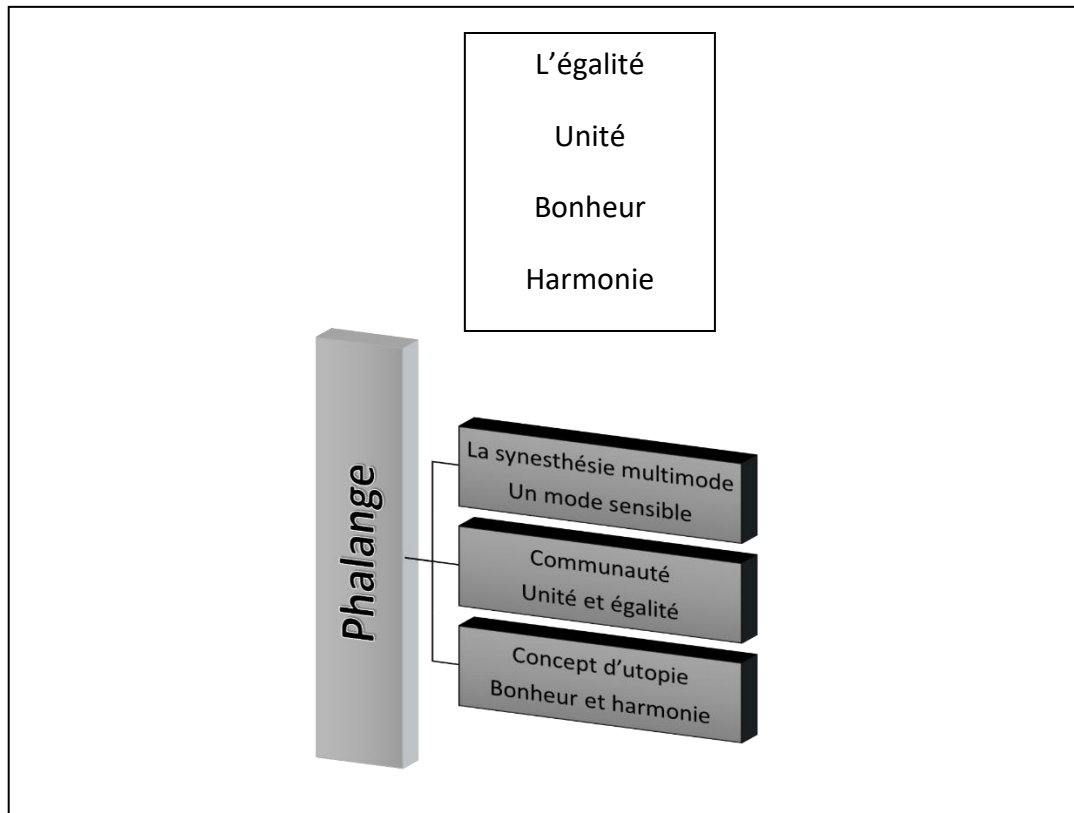 L’égalité
Unité
Bonheur
Harmonie
Phalange
La synesthésie multimode
Un mode sensible
Communauté
Unité et égalité
Concept d’utopie
Bonheur et harmonie